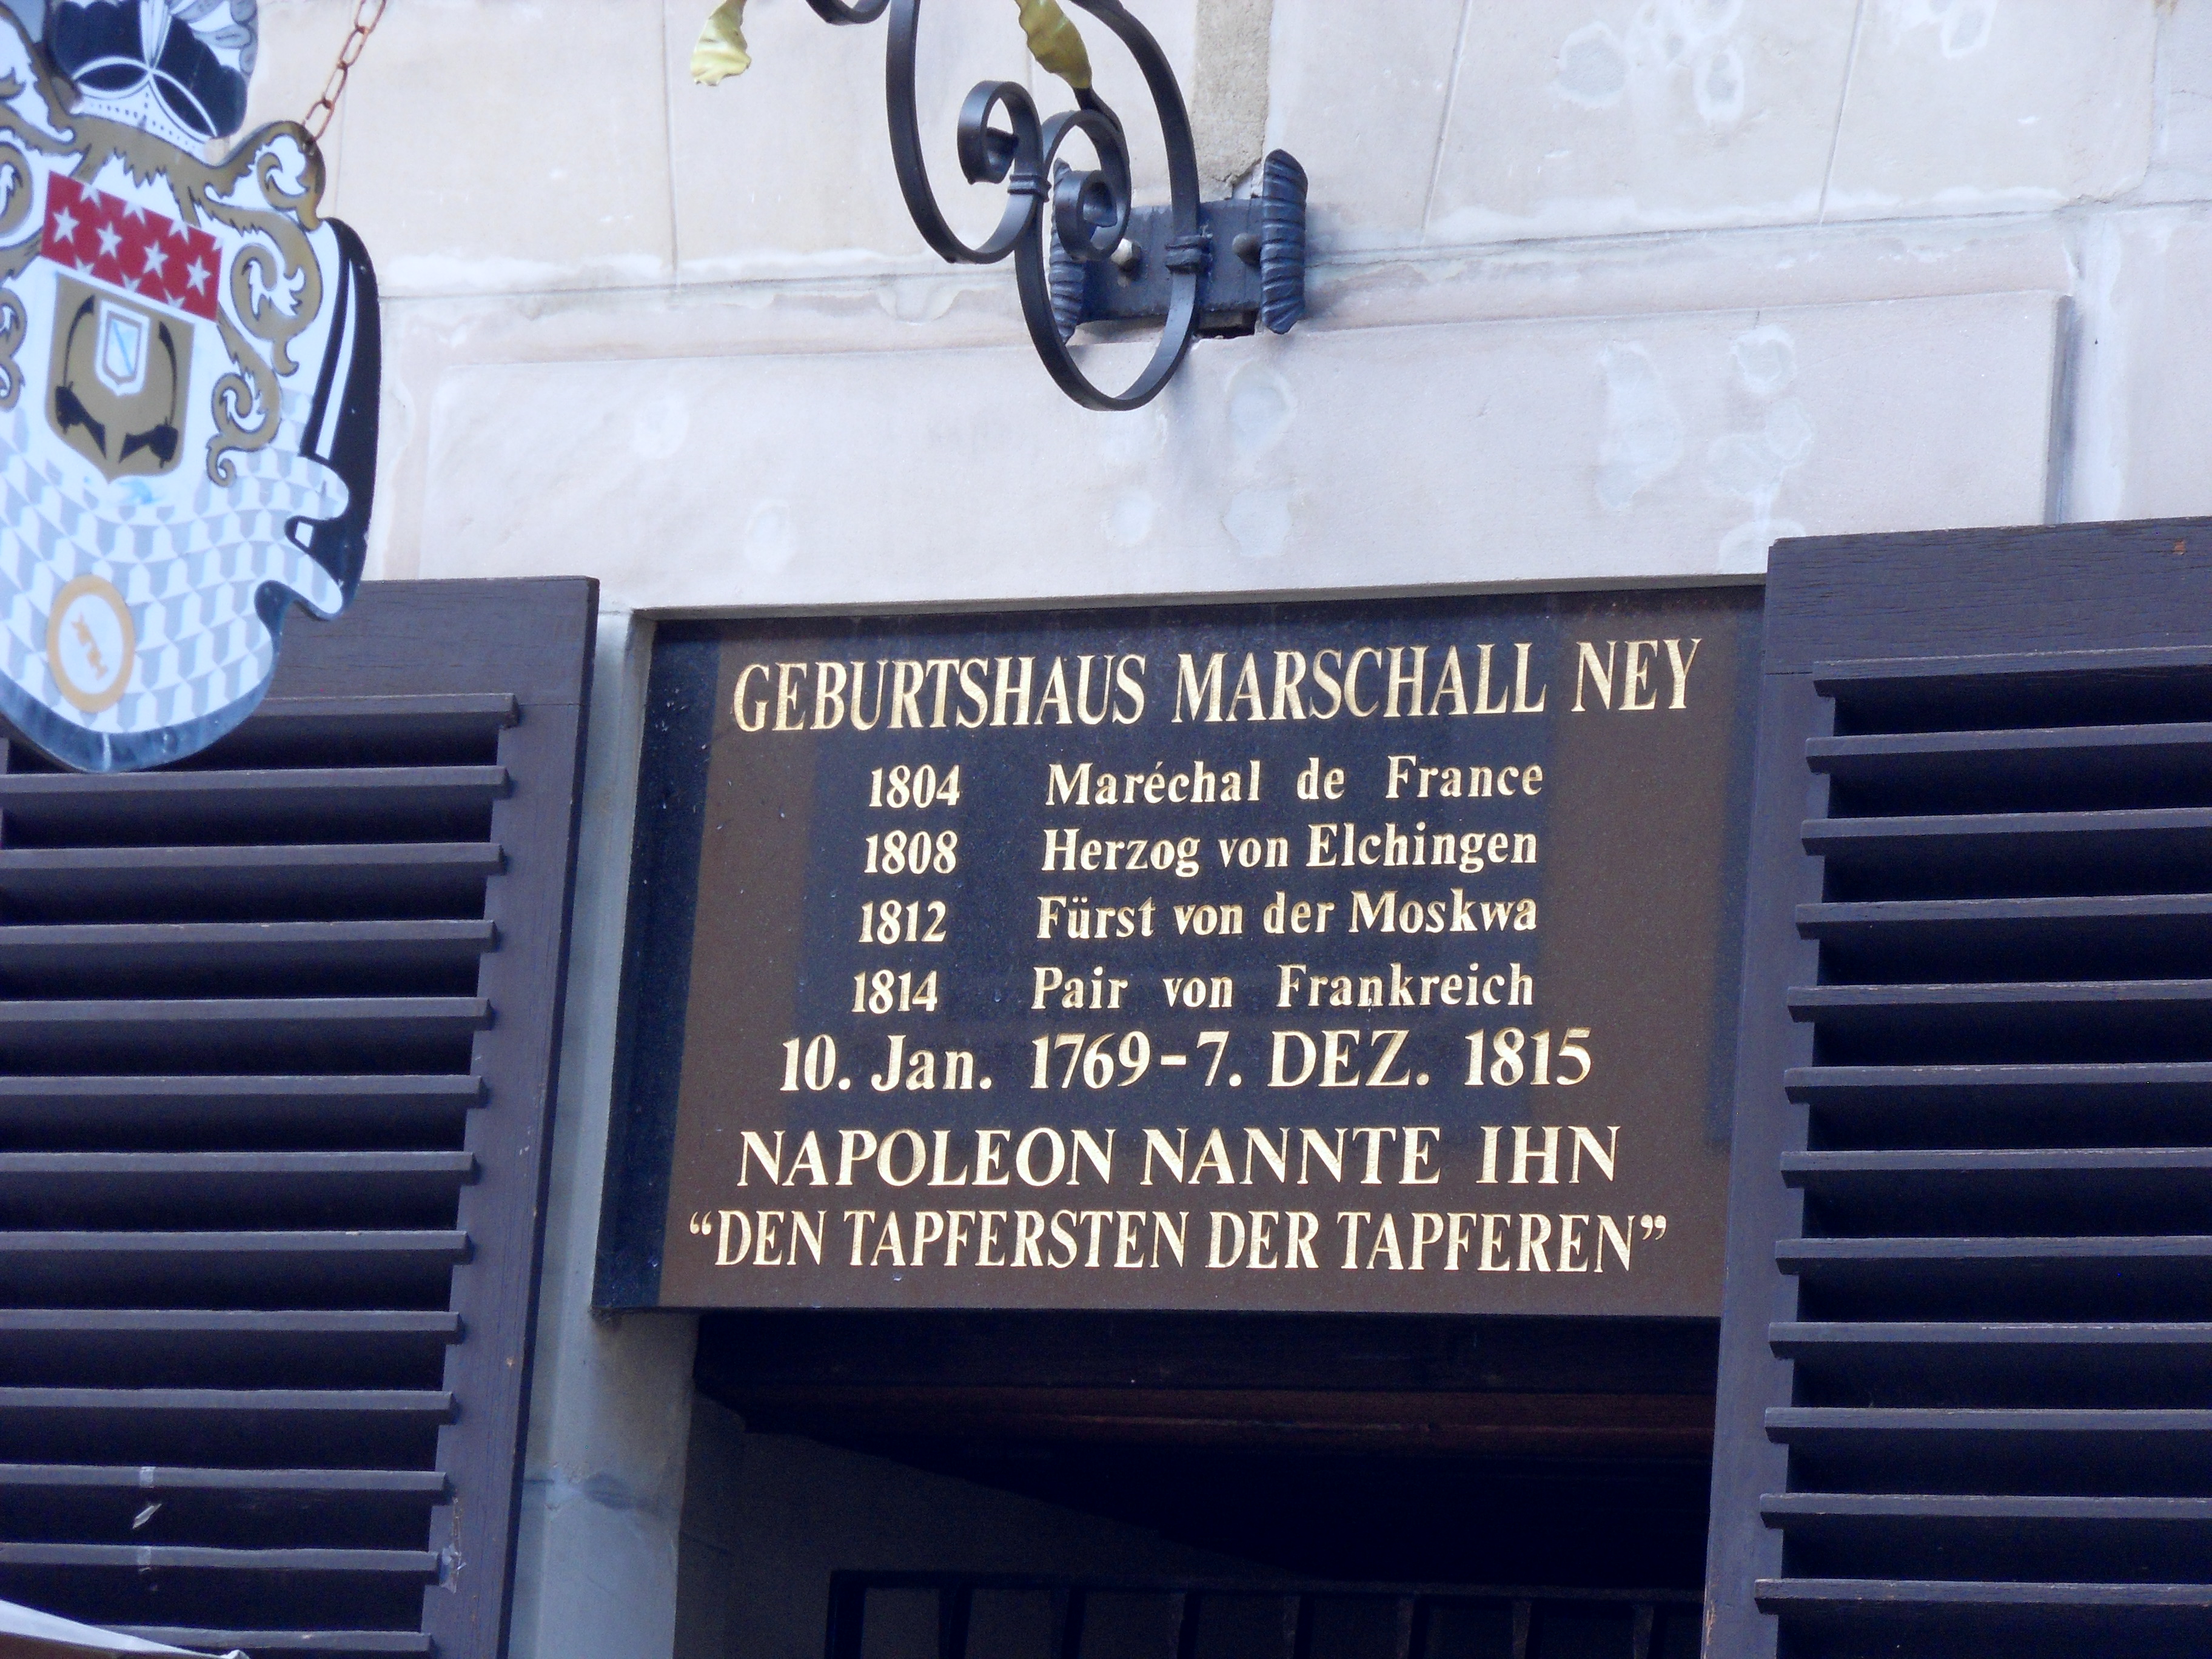 GEBURTSHAUS MARSCHALL NEY
1804 Maréchal de France
1808 Herzog von Elchingen
1812 Fürst von der Moskwa
1814 Pair von Frankreich
10. Jan. 1769-7. DEZ. 1815
NAPOLEON NANNTE IHN
“DEN TAPFERSTEN DER TAPFEREN”